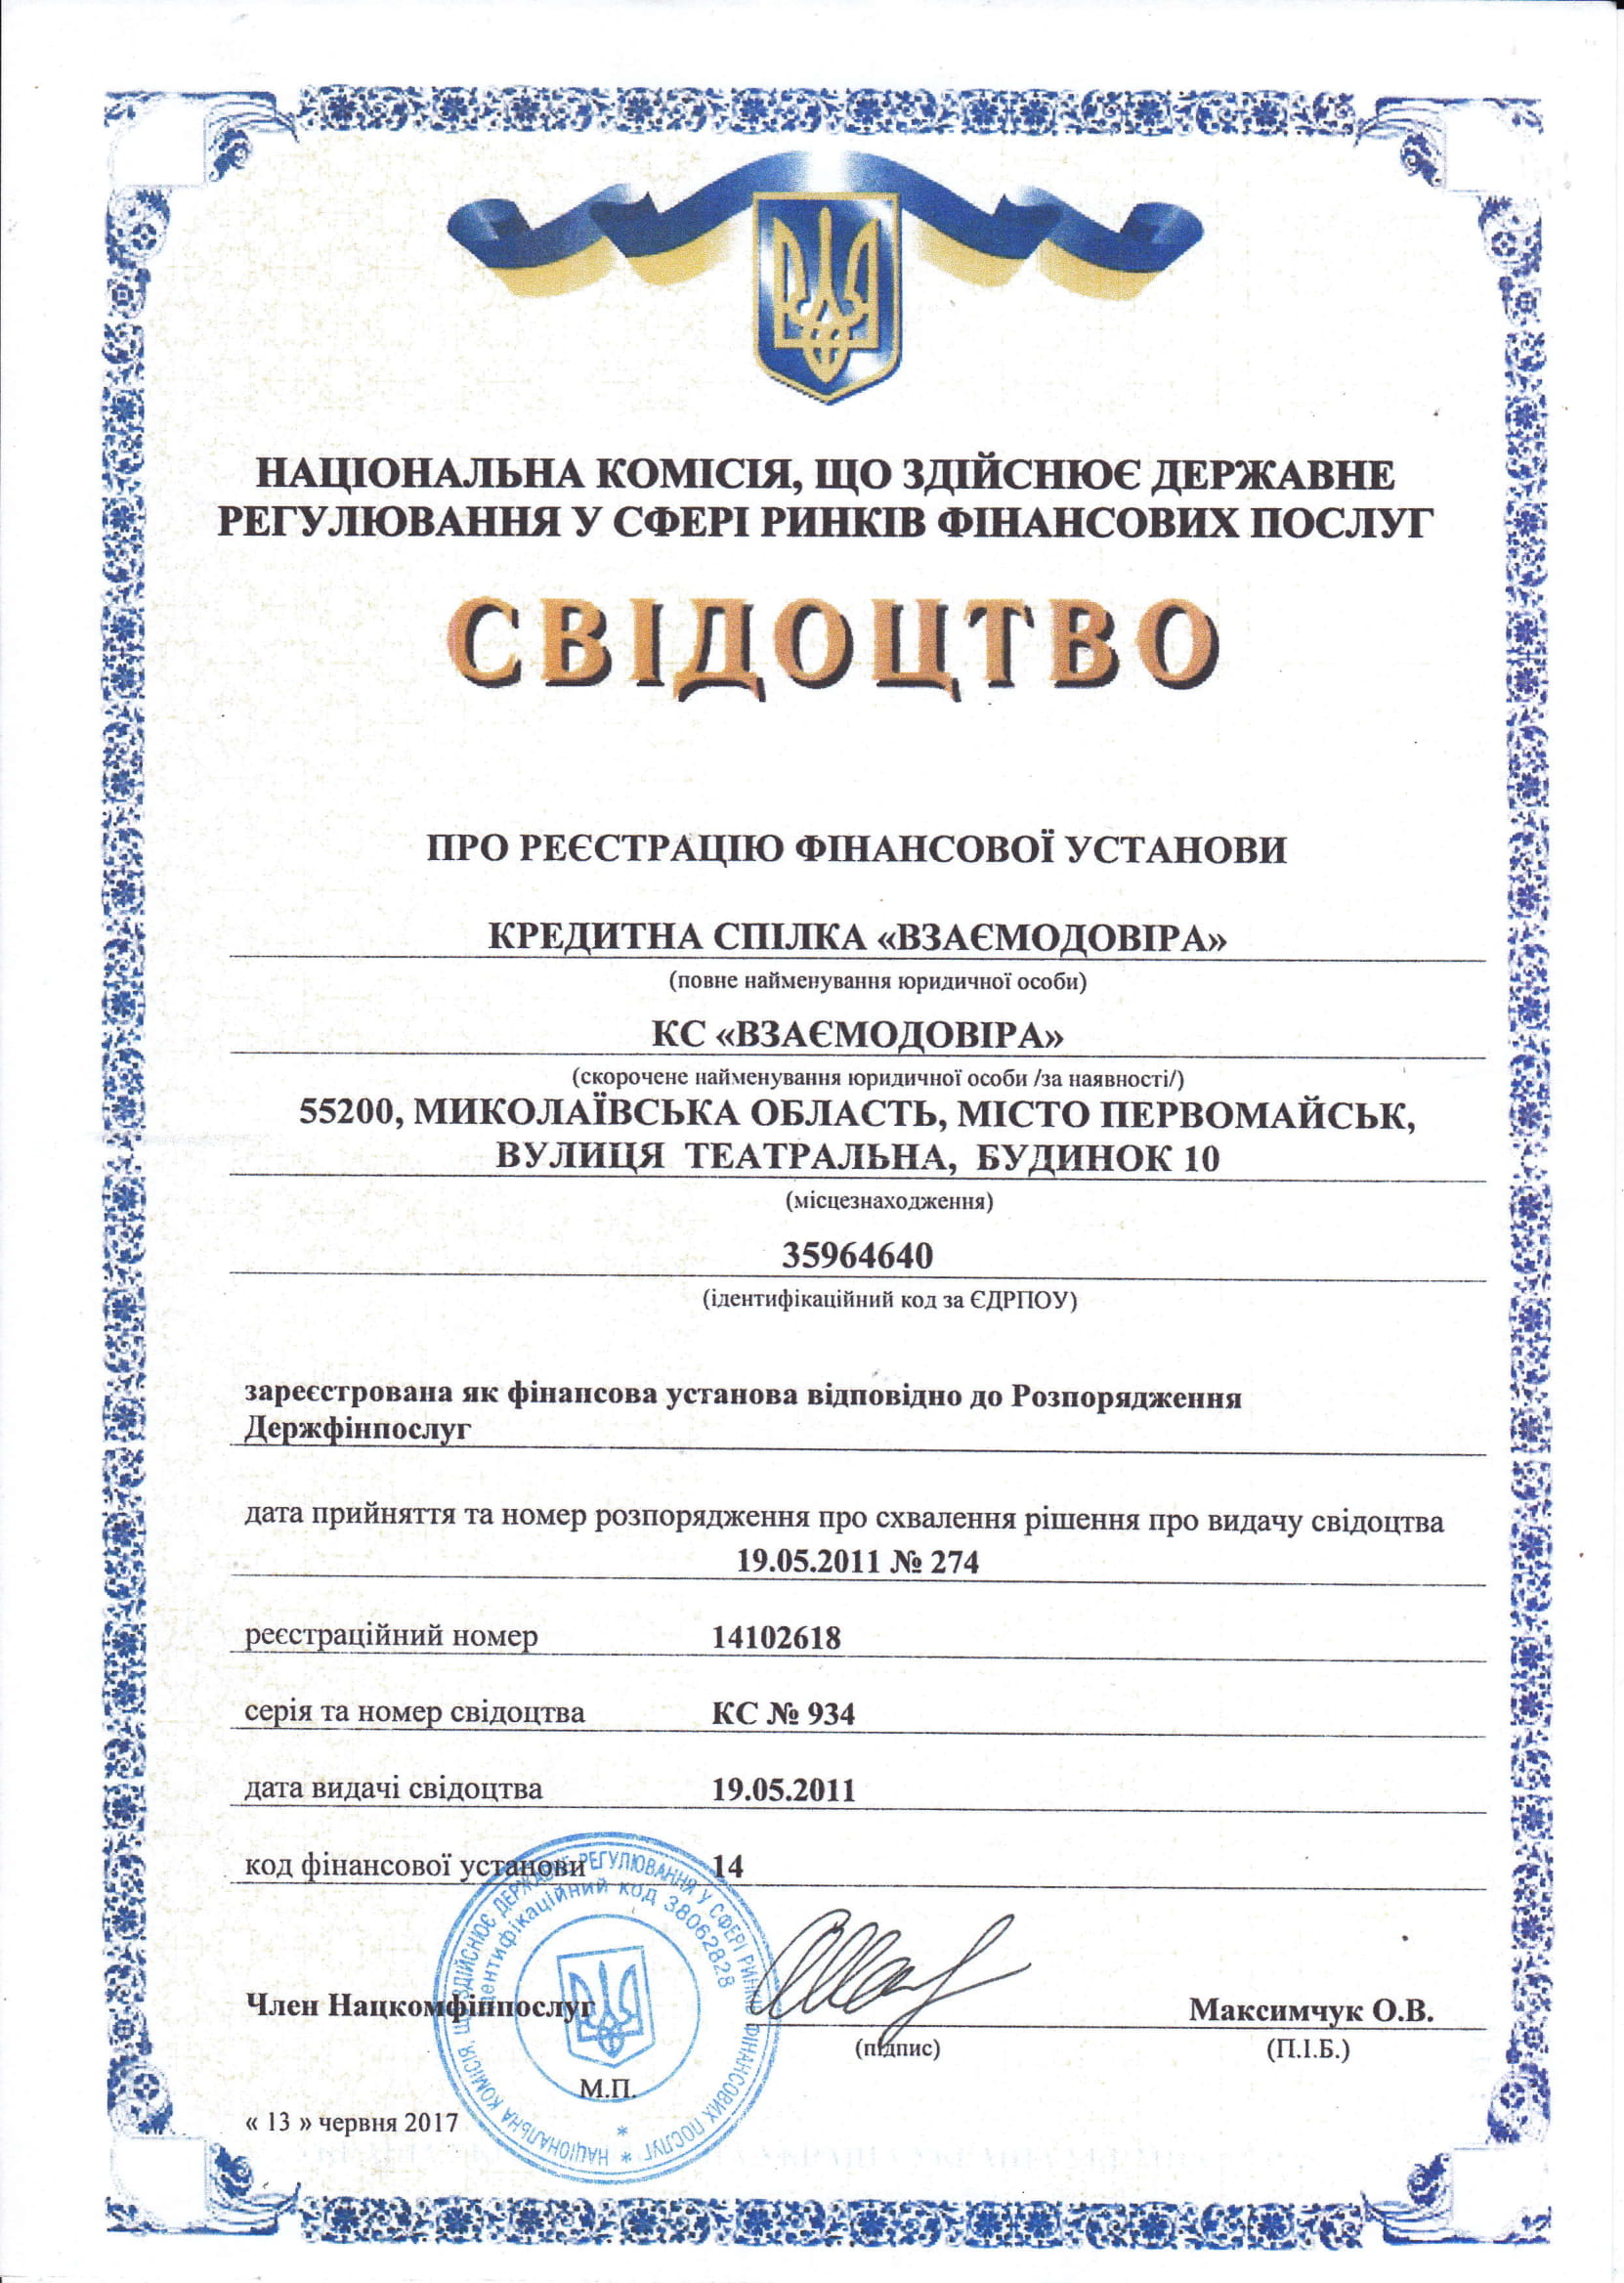 НАЦІОНАЛЬНА КОМІСІЯ, ЩО ЗДІЙСНЮЄ ДЕРЖАВНЕ
РЕГУЛЮВАННЯ У СФЕРІ РИНКІВ ФІНАНСОВИХ ПОСЛУГ
СВІДОЦТВО
ПРО РЕЄСТРАЦІЮ ФІНАНСОВОЇ УСТАНОВИ
КРЕДИТНА СПІЛКА «ВЗАЄМОДОВІРА»
(повне найменування юридичної особи)
КС «ВЗАЄМОДОВІРА»
(скорочене найменування юридичної особи /за наявності/)
55200, МИКОЛАЇВСЬКА ОБЛАСТЬ, МІСТО ПЕРВОМАЙСЬК,
ВУЛИЦЯ ТЕАТРАЛЬНА, БУДИНОК 10
(місцезнаходження)
35964640
(ідентифікаційний код за ЄДРПОУ)
зареєстрована як фінансова установа відповідно до Розпорядження
Держфінпослуг
дата прийняття та номер розпорядження про схвалення рішення про видачу свідоцтва
19.05.2011 № 274
реєстраційний номер 14102618
серія та номер свідоцтва КС № 934
дата видачі свідоцтва 19.05.2011
код фінансової установи 14
НАЦІОНАЛЬНА КОМІСІЯ, ЩО ЗДІЙСНЮЄ ДЕРЖАВНЕ РЕГУЛЮВАННЯ У СФЕРІ РИНКІВ ФІНАНСОВИХ ПОСЛУГ
ідентифікаційний код 38062828
Член Нацкомфінпослуг Максимчук О.В.
(підпис) (П.І.Б.)
М.П.
« 13 » червня 2017